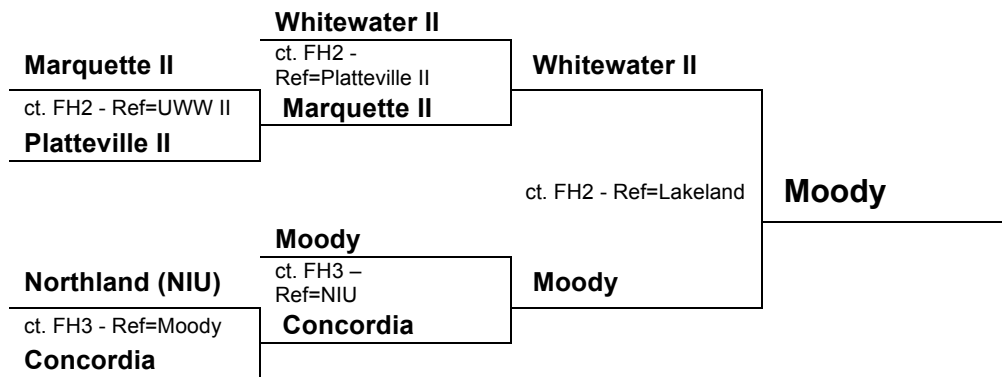 Whitewater II
Marquette II
ct. FH2 -
Ref=Platteville II
Whitewater II
ct. FH2 - Ref=UWW II
Marquette II
Platteville II
ct. FH2 - Ref=Lakeland
Moody
Moody
Northland (NIU)
ct. FH3 –
Ref=NIU
Moody
ct. FH3 - Ref=Moody
Concordia
Concordia